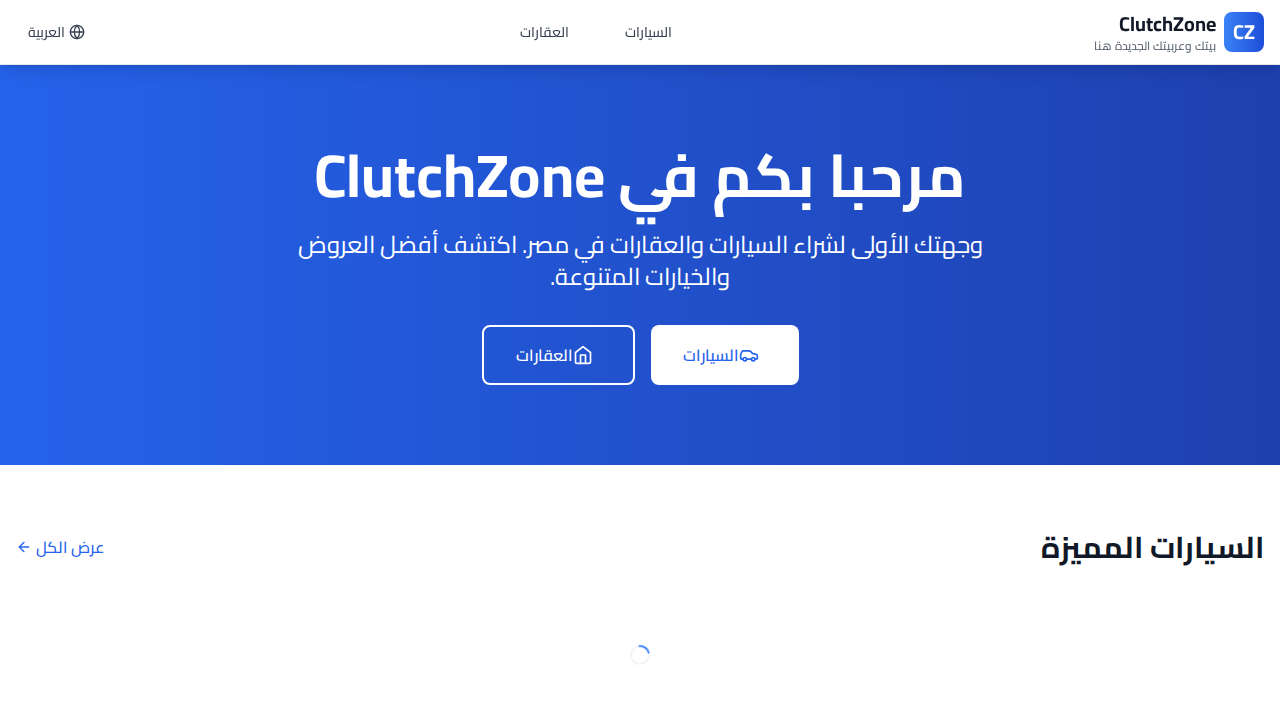 CZ
ClutchZone
بيتك وعربيتك الجديدة هنا
السيارات
العقارات
العربية
مرحبا بكم في ClutchZone
وجهتك الأولى لشراء السيارات والعقارات في مصر. اكتشف أفضل العروض
والخيارات المتنوعة.
السيارات
العقارات
السيارات المميزة
عرض الكل